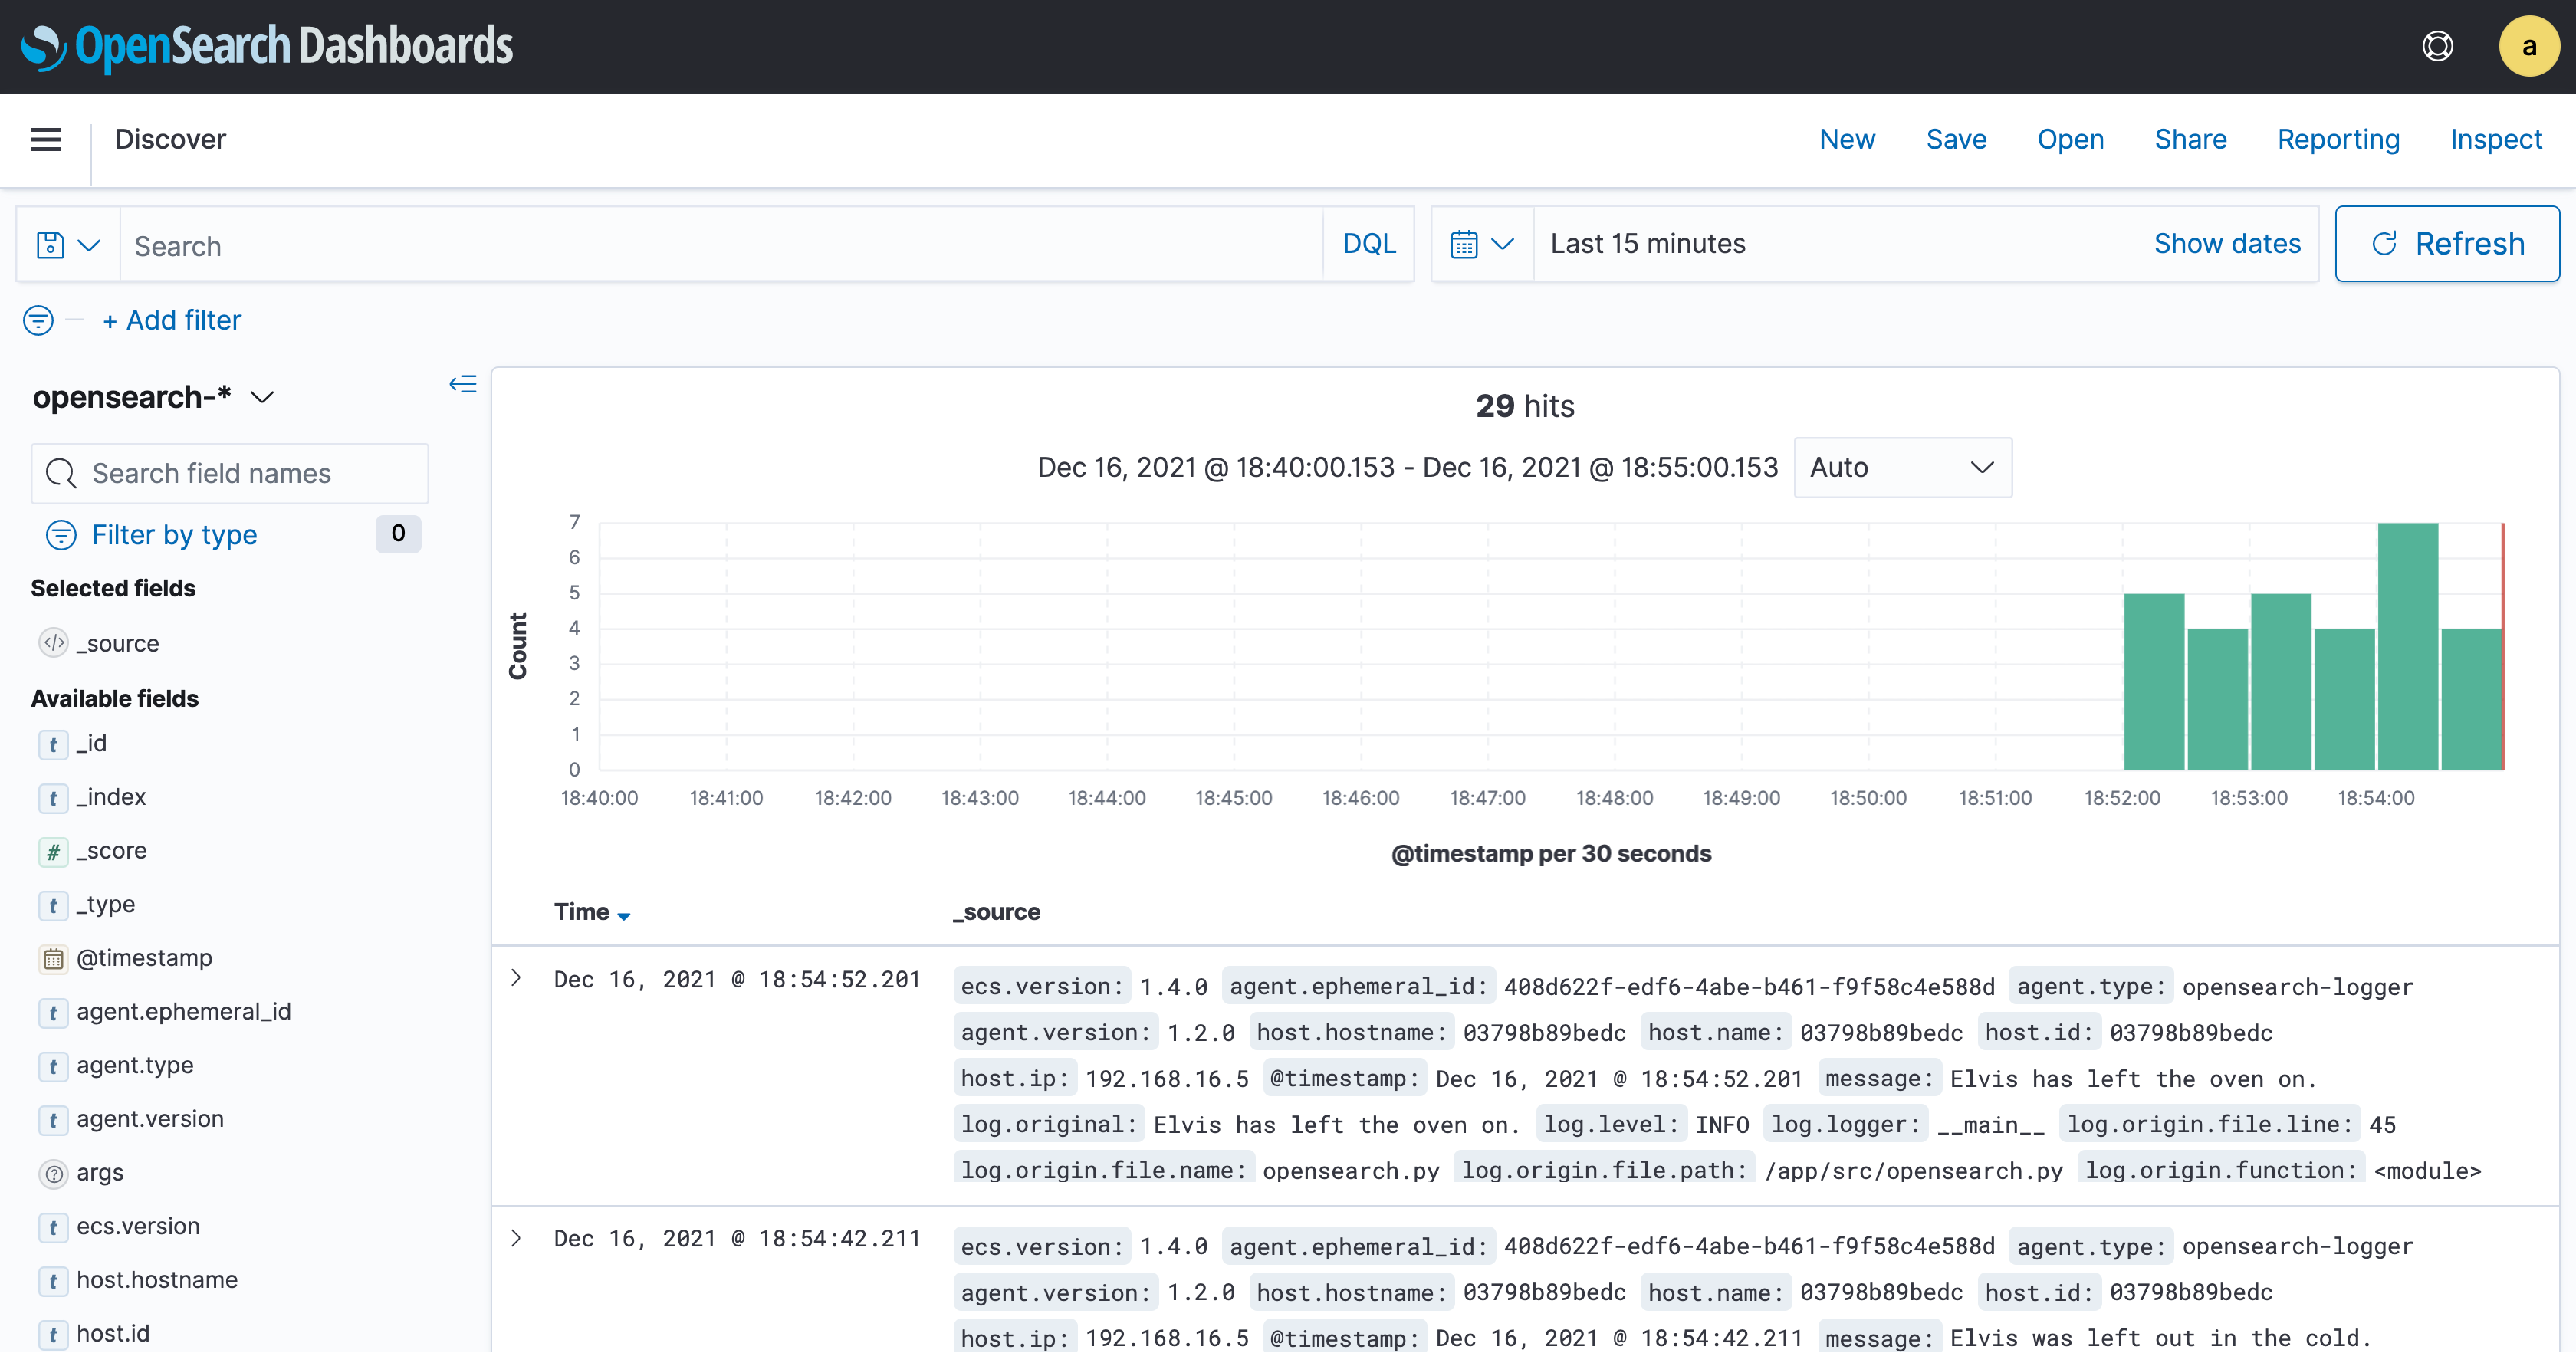 OpenSearch Dashboards
a
Discover
New Save Open Share Reporting Inspect
Search
DQL
Last 15 minutes
Show dates
Refresh
+ Add filter
opensearch-*
Search field names
Filter by type 0
Selected fields
_source
Available fields
t _id
t _index
# _score
t _type
@timestamp
t agent.ephemeral_id
t agent.type
t agent.version
? args
t ecs.version
t host.hostname
t host.id
29 hits
Dec 16, 2021 @ 18:40:00.153 - Dec 16, 2021 @ 18:55:00.153 Auto
Count
7
6
5
4
3
2
1
0
18:40:00 18:41:00 18:42:00 18:43:00 18:44:00 18:45:00 18:46:00 18:47:00 18:48:00 18:49:00 18:50:00 18:51:00 18:52:00 18:53:00 18:54:00
@timestamp per 30 seconds
Time _source
Dec 16, 2021 @ 18:54:52.201
ecs.version: 1.4.0 agent.ephemeral_id: 408d622f-edf6-4abe-b461-f9f58c4e588d agent.type: opensearch-logger
agent.version: 1.2.0 host.hostname: 03798b89bedc host.name: 03798b89bedc host.id: 03798b89bedc
host.ip: 192.168.16.5 @timestamp: Dec 16, 2021 @ 18:54:52.201 message: Elvis has left the oven on.
log.original: Elvis has left the oven on. log.level: INFO log.logger: __main__ log.origin.file.line: 45
log.origin.file.name: opensearch.py log.origin.file.path: /app/src/opensearch.py log.origin.function: <module>
Dec 16, 2021 @ 18:54:42.211
ecs.version: 1.4.0 agent.ephemeral_id: 408d622f-edf6-4abe-b461-f9f58c4e588d agent.type: opensearch-logger
agent.version: 1.2.0 host.hostname: 03798b89bedc host.name: 03798b89bedc host.id: 03798b89bedc
host.ip: 192.168.16.5 @timestamp: Dec 16, 2021 @ 18:54:42.211 message: Elvis was left out in the cold.